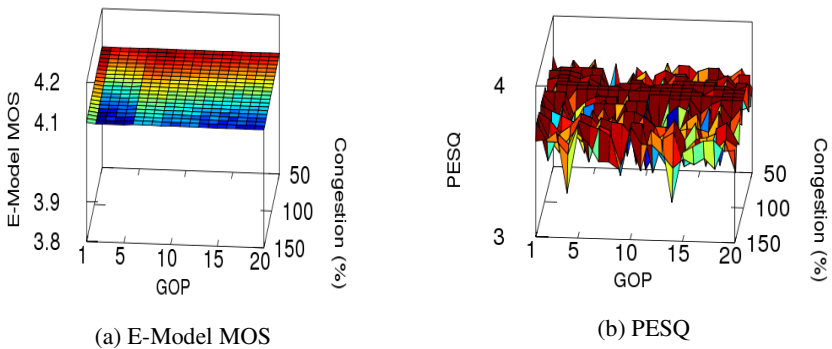 4.2
4.1
3.9
3.8
E-Model MOS
1 5 10 15 20
GOP
50
100
150
Congestion (%)
(a) E-Model MOS
4
3
PESQ
1 5 10 15 20
GOP
50
100
150
Congestion (%)
(b) PESQ